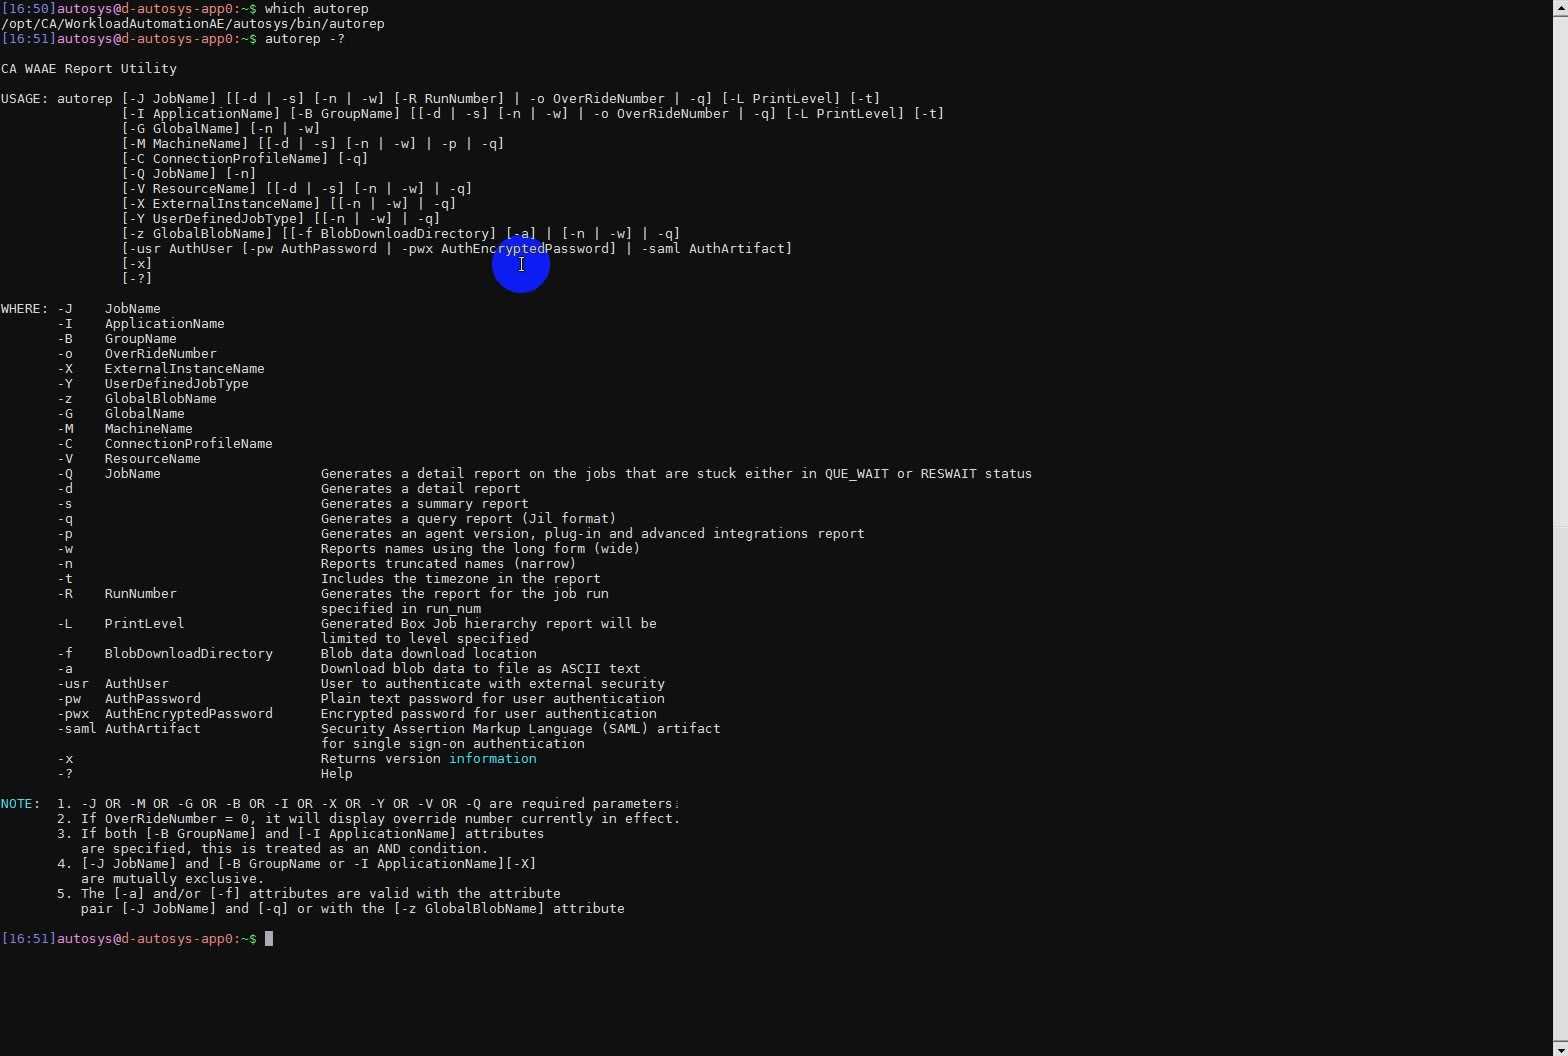 [16:50]autosys@d-autosys-app0:~$ which autorep
/opt/CA/WorkloadAutomationAE/autosys/bin/autorep
[16:51]autosys@d-autosys-app0:~$ autorep -?
CA WAAE Report Utility
USAGE: autorep [-J JobName] [[-d | -s] [-n | -w] [-R RunNumber] | -o OverRideNumber | -q] [-L PrintLevel] [-t]
[-I ApplicationName] [-B GroupName] [[-d | -s] [-n | -w] | -o OverRideNumber | -q] [-L PrintLevel] [-t]
[-G GlobalName] [-n | -w]
[-M MachineName] [[-d | -s] [-n | -w] | -p | -q]
[-C ConnectionProfileName] [-q]
[-Q JobName] [-n]
[-V ResourceName] [[-d | -s] [-n | -w] | -q]
[-X ExternalInstanceName] [[-n | -w] | -q]
[-Y UserDefinedJobType] [[-n | -w] | -q]
[-z GlobalBlobName] [[-f BlobDownloadDirectory] [-a] | [-n | -w] | -q]
[-usr AuthUser [-pw AuthPassword | -pwx AuthEncryptedPassword] | -saml AuthArtifact]
[-x]
[-?]
WHERE: -J JobName
-I ApplicationName
-B GroupName
-o OverRideNumber
-X ExternalInstanceName
-Y UserDefinedJobType
-z GlobalBlobName
-G GlobalName
-M MachineName
-C ConnectionProfileName
-V ResourceName
-Q JobName Generates a detail report on the jobs that are stuck either in QUE_WAIT or RESWAIT status
-d Generates a detail report
-s Generates a summary report
-q Generates a query report (Jil format)
-p Generates an agent version, plug-in and advanced integrations report
-w Reports names using the long form (wide)
-n Reports truncated names (narrow)
-t Includes the timezone in the report
-R RunNumber Generates the report for the job run
specified in run_num
-L PrintLevel Generated Box Job hierarchy report will be
limited to level specified
-f BlobDownloadDirectory Blob data download location
-a Download blob data to file as ASCII text
-usr AuthUser User to authenticate with external security
-pw AuthPassword Plain text password for user authentication
-pwx AuthEncryptedPassword Encrypted password for user authentication
-saml AuthArtifact Security Assertion Markup Language (SAML) artifact
for single sign-on authentication
-x Returns version information
-? Help
NOTE: 1. -J OR -M OR -G OR -B OR -I OR -X OR -Y OR -V OR -Q are required parameters.
2. If OverRideNumber = 0, it will display override number currently in effect.
3. If both [-B GroupName] and [-I ApplicationName] attributes
are specified, this is treated as an AND condition.
4. [-J JobName] and [-B GroupName or -I ApplicationName][-X]
are mutually exclusive.
5. The [-a] and/or [-f] attributes are valid with the attribute
pair [-J JobName] and [-q] or with the [-z GlobalBlobName] attribute
[16:51]autosys@d-autosys-app0:~$